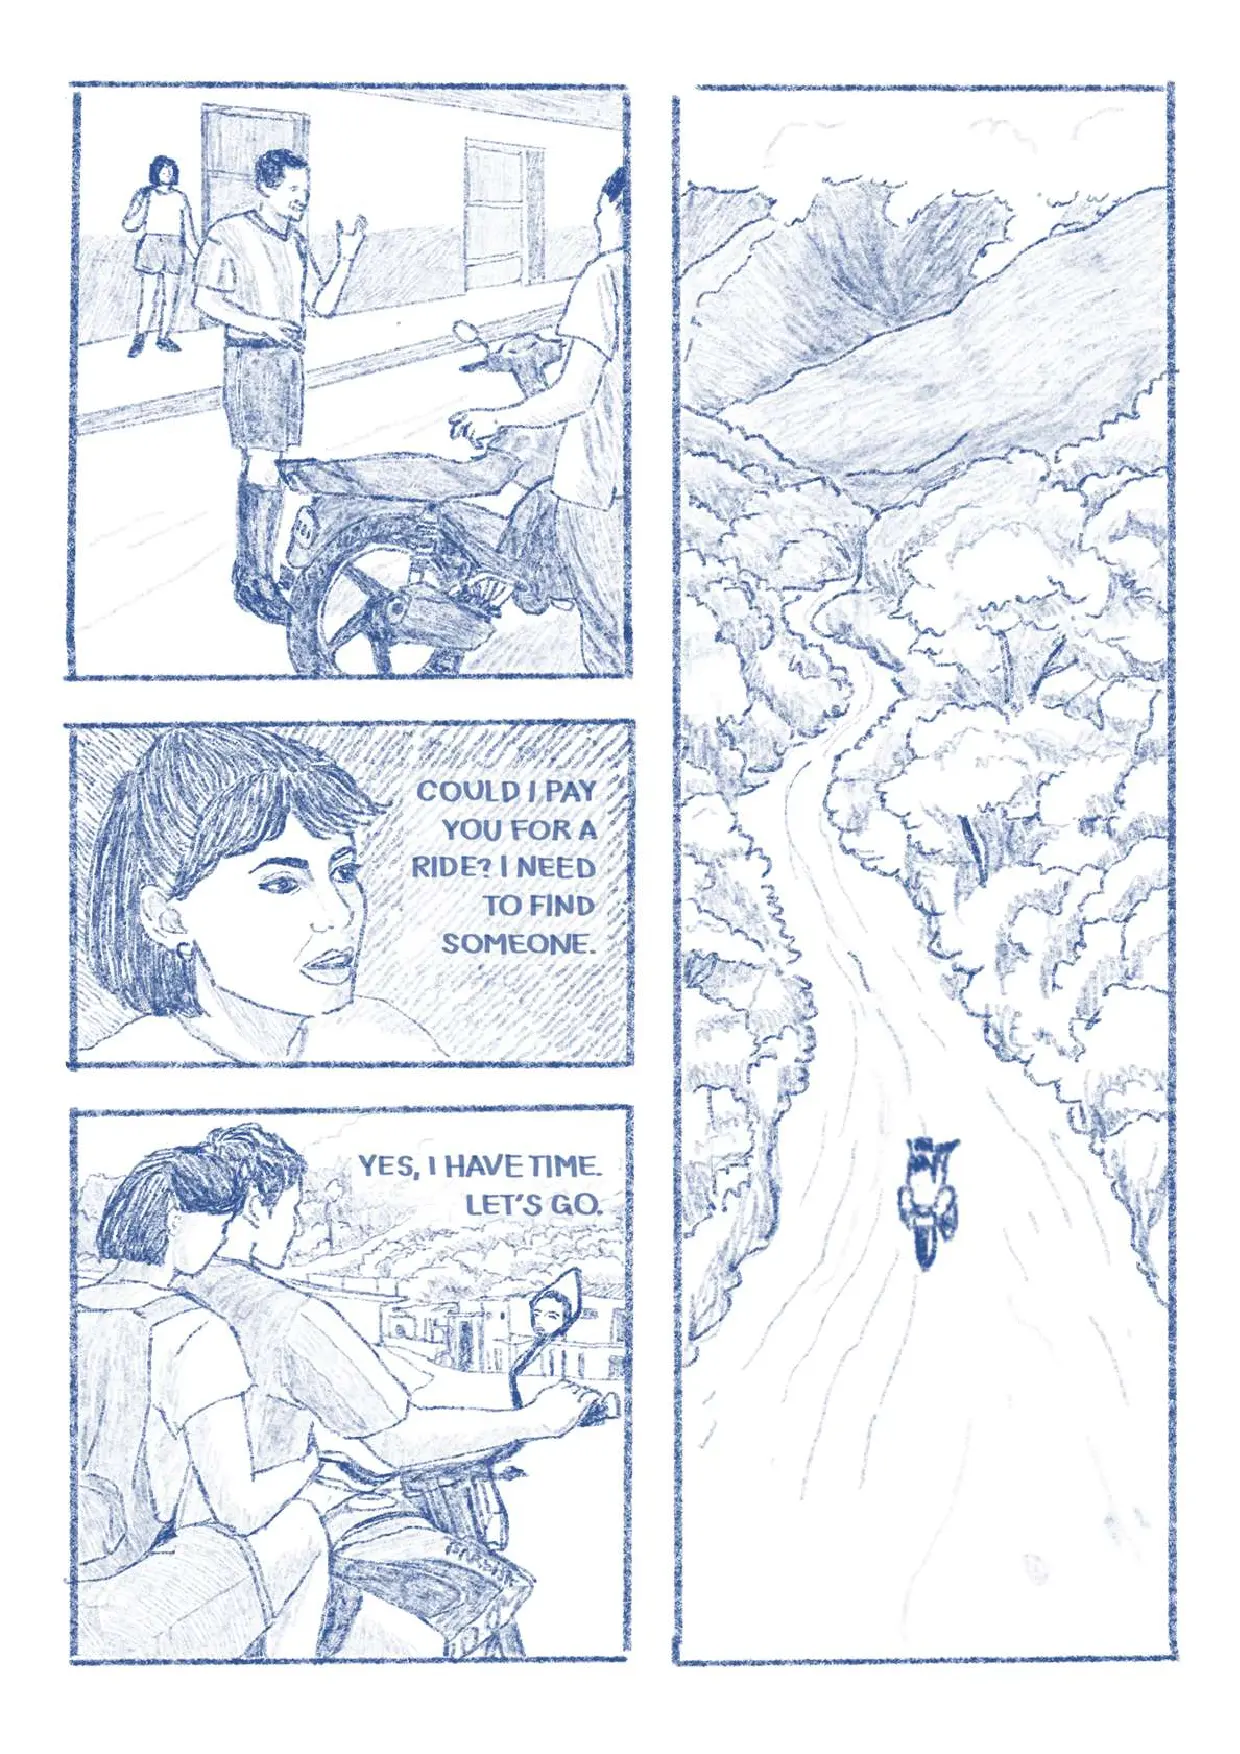 COULD I PAY
YOU FOR A
RIDE? I NEED
TO FIND
SOMEONE.
YES, I HAVE TIME.
LET'S GO.